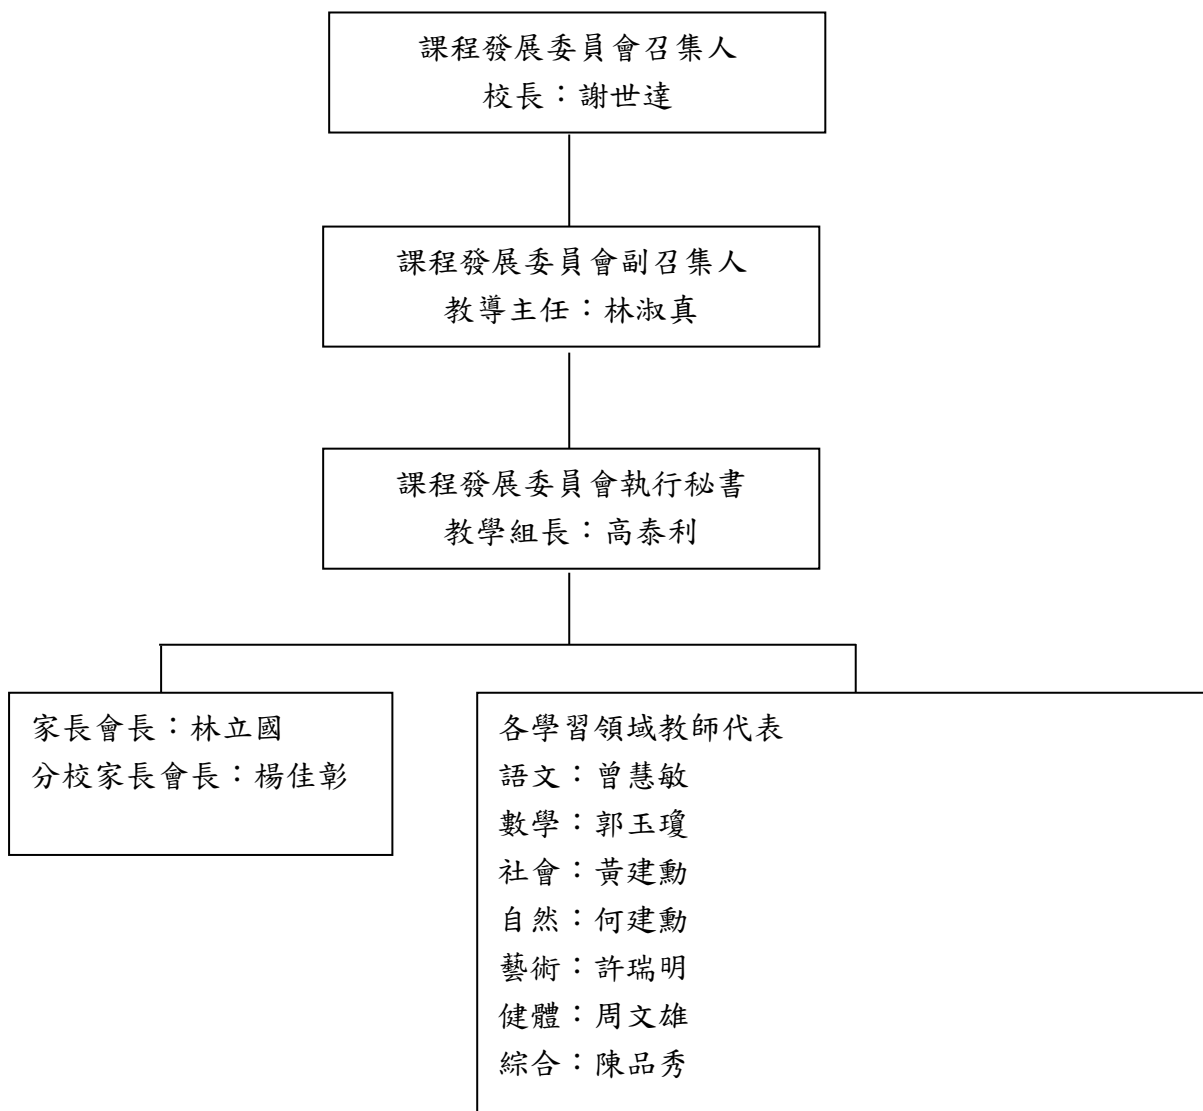 課程發展委員會召集人
校長：謝世達
課程發展委員會副召集人
教導主任：林淑真
課程發展委員會執行秘書
教學組長：高泰利
家長會長：林立國
分校家長會長：楊佳彰
各學習領域教師代表
語文：曾慧敏
數學：郭玉瓊
社會：黃建勳
自然：何建勳
藝術：許瑞明
健體：周文雄
綜合：陳品秀